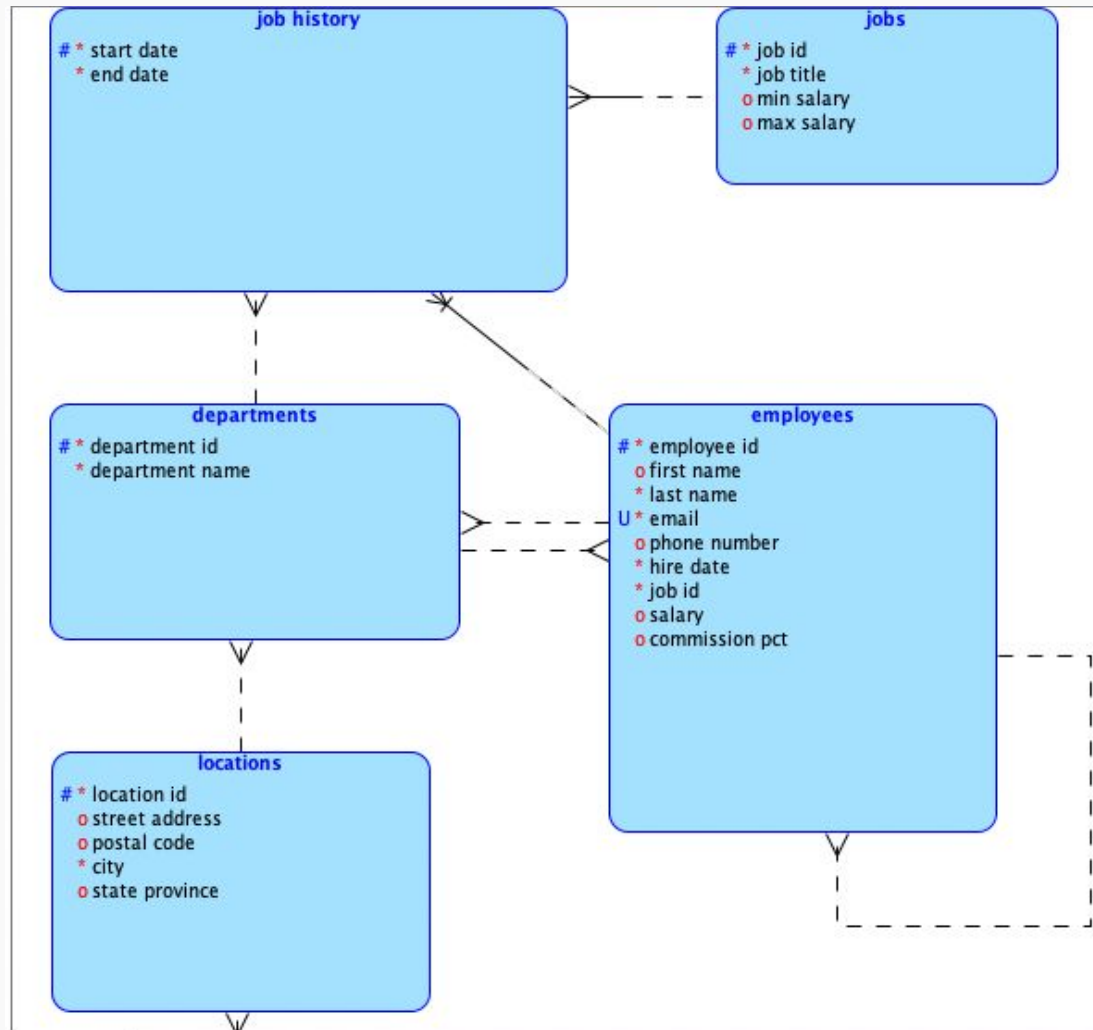 job history
# * start date
* end date
jobs
# * job id
* job title
o min salary
o max salary
departments
# * department id
* department name
employees
# * employee id
o first name
* last name
U * email
o phone number
* hire date
* job id
o salary
o commission pct
locations
# * location id
o street address
o postal code
* city
o state province